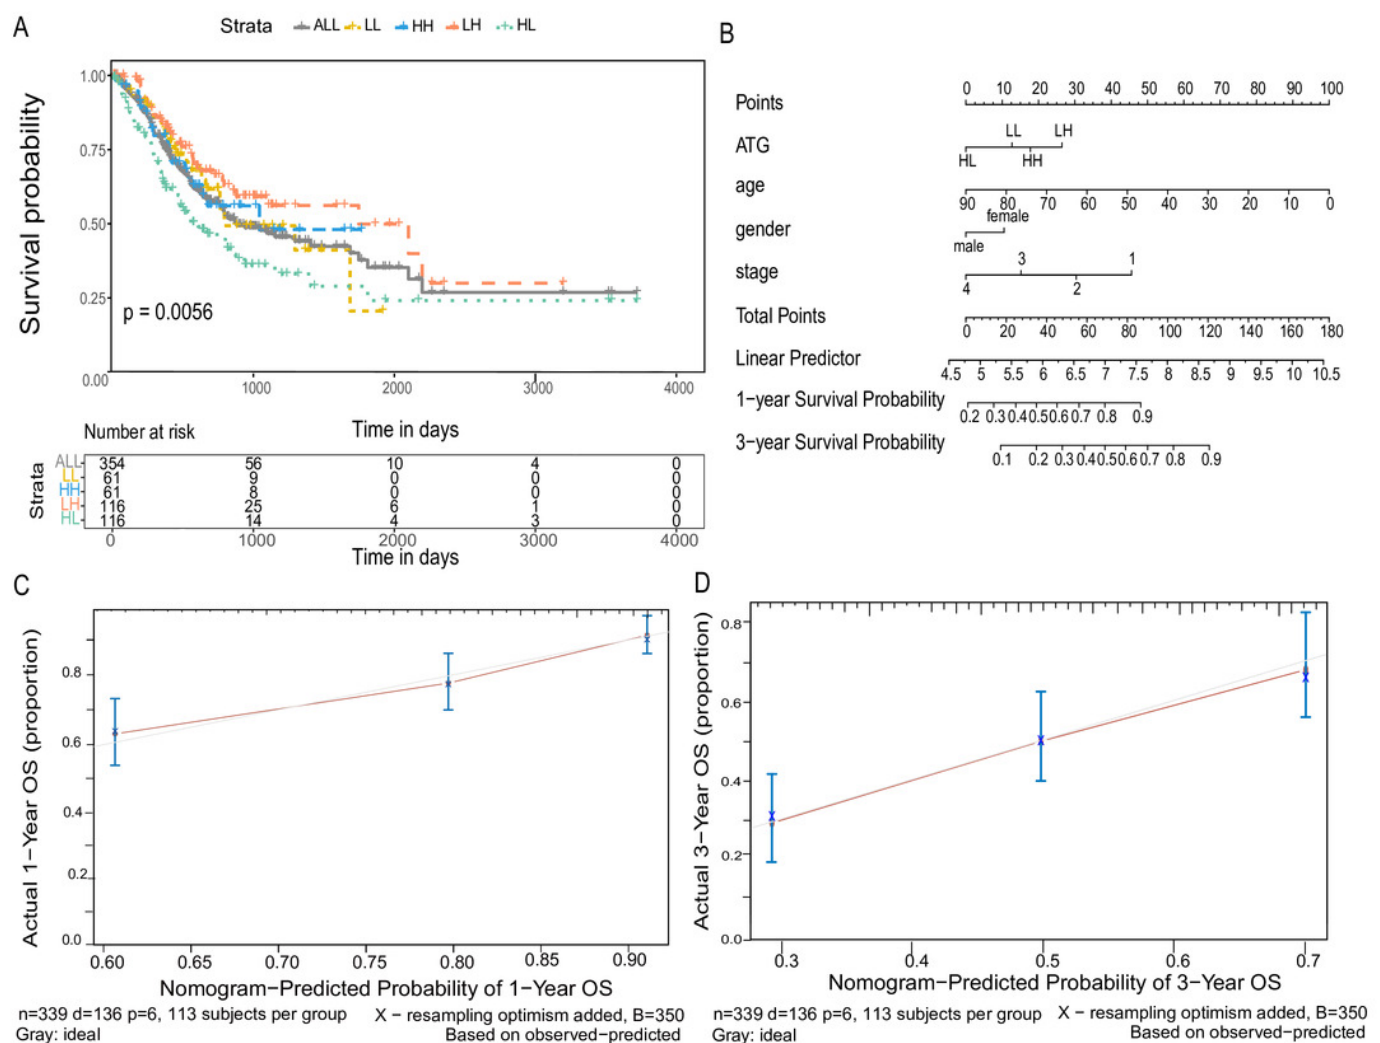 A
Strata ALL LL HH LH HL
Survival probability
1.00
0.75
0.50
0.25
0.00
p = 0.0056
1000 2000 3000 4000
Time in days
Number at risk
Strata
ALL 354 56 10 4 0
LL 61 9 0 0 0
HH 61 8 0 0 0
LH 116 25 6 1 0
HL 116 14 4 3 0
0 1000 2000 3000 4000
Time in days
B
Points 0 10 20 30 40 50 60 70 80 90 100
ATG
LL LH
HL HH
age
90 80 70 60 50 40 30 20 10 0
gender
female
male
stage
3 1
4 2
Total Points
0 20 40 60 80 100 120 140 160 180
Linear Predictor
4.5 5 5.5 6 6.5 7 7.5 8 8.5 9 9.5 10 10.5
1−year Survival Probability
0.2 0.3 0.4 0.5 0.6 0.7 0.8 0.9
3−year Survival Probability
0.1 0.2 0.3 0.4 0.5 0.6 0.7 0.8 0.9
C
Actual 1−Year OS (proportion)
0.8
0.6
0.4
0.2
0.0
0.60 0.65 0.70 0.75 0.80 0.85 0.90
Nomogram−Predicted Probability of 1−Year OS
n=339 d=136 p=6, 113 subjects per group X − resampling optimism added, B=350
Gray: ideal Based on observed−predicted
D
Actual 3−Year OS (proportion)
0.8
0.6
0.4
0.2
0.0
0.3 0.4 0.5 0.6 0.7
Nomogram−Predicted Probability of 3−Year OS
n=339 d=136 p=6, 113 subjects per group X − resampling optimism added, B=350
Gray: ideal Based on observed−predicted